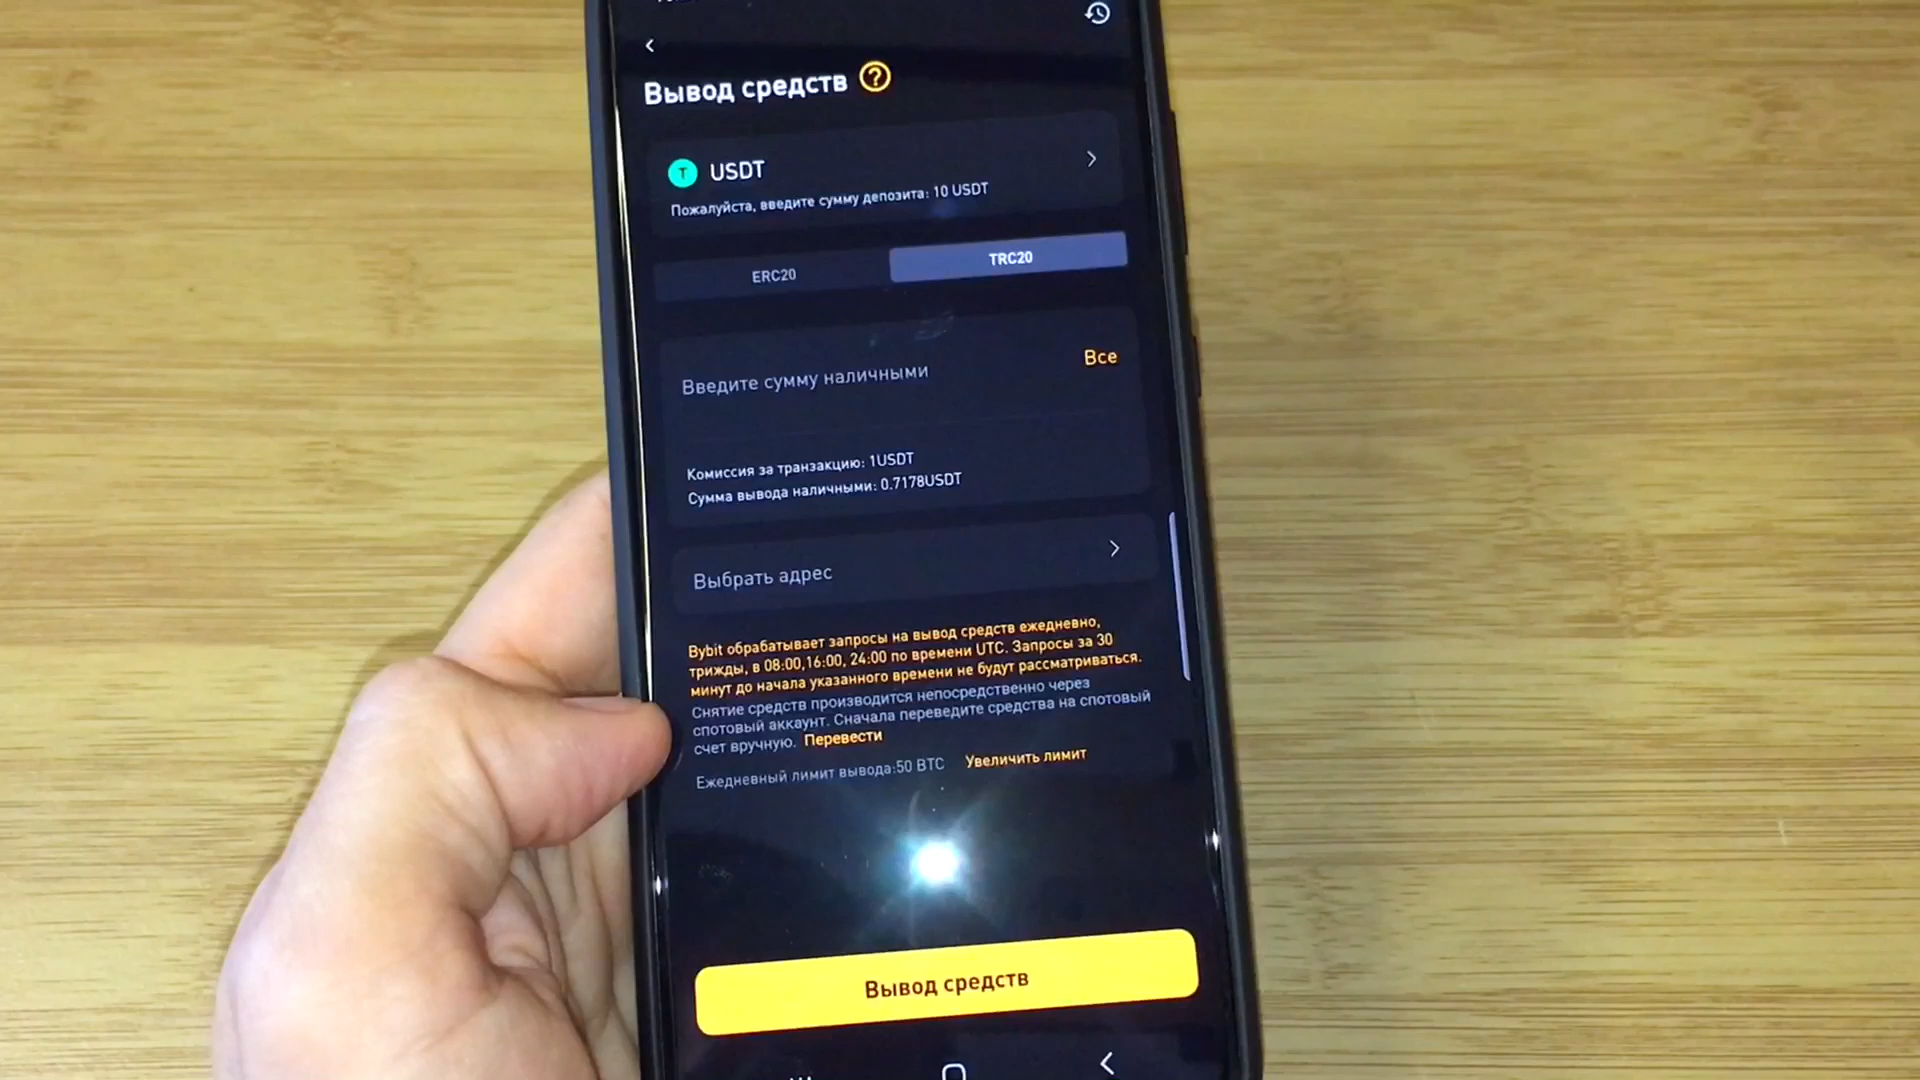 Вывод средств
T USDT
Пожалуйста, введите сумму депозита: 10 USDT
ERC20 TRC20
Введите сумму наличными Все
Комиссия за транзакцию: 1USDT
Сумма вывода наличными: 0.7178USDT
Выбрать адрес
Bybit обрабатывает запросы на вывод средств ежедневно,
трижды, в 08:00,16:00, 24:00 по времени UTC. Запросы за 30
минут до начала указанного времени не будут рассматриваться.
Снятие средств производится непосредственно через
спотовый аккаунт. Сначала переведите средства на спотовый
счет вручную. Перевести
Ежедневный лимит вывода:50 BTC Увеличить лимит
Вывод средств